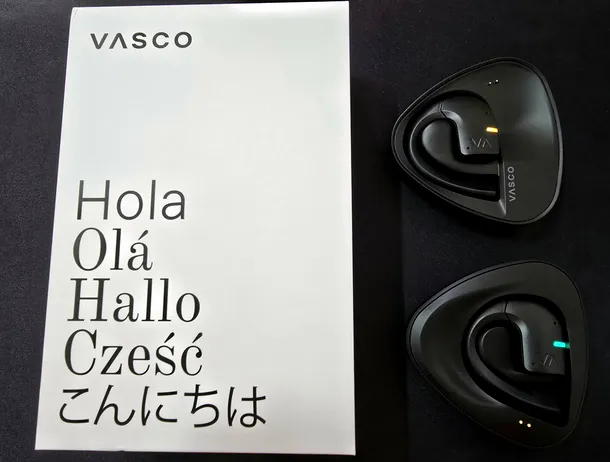 VASCO
Hola
Olá
Hallo
Cześć
こんにちは
VASCO